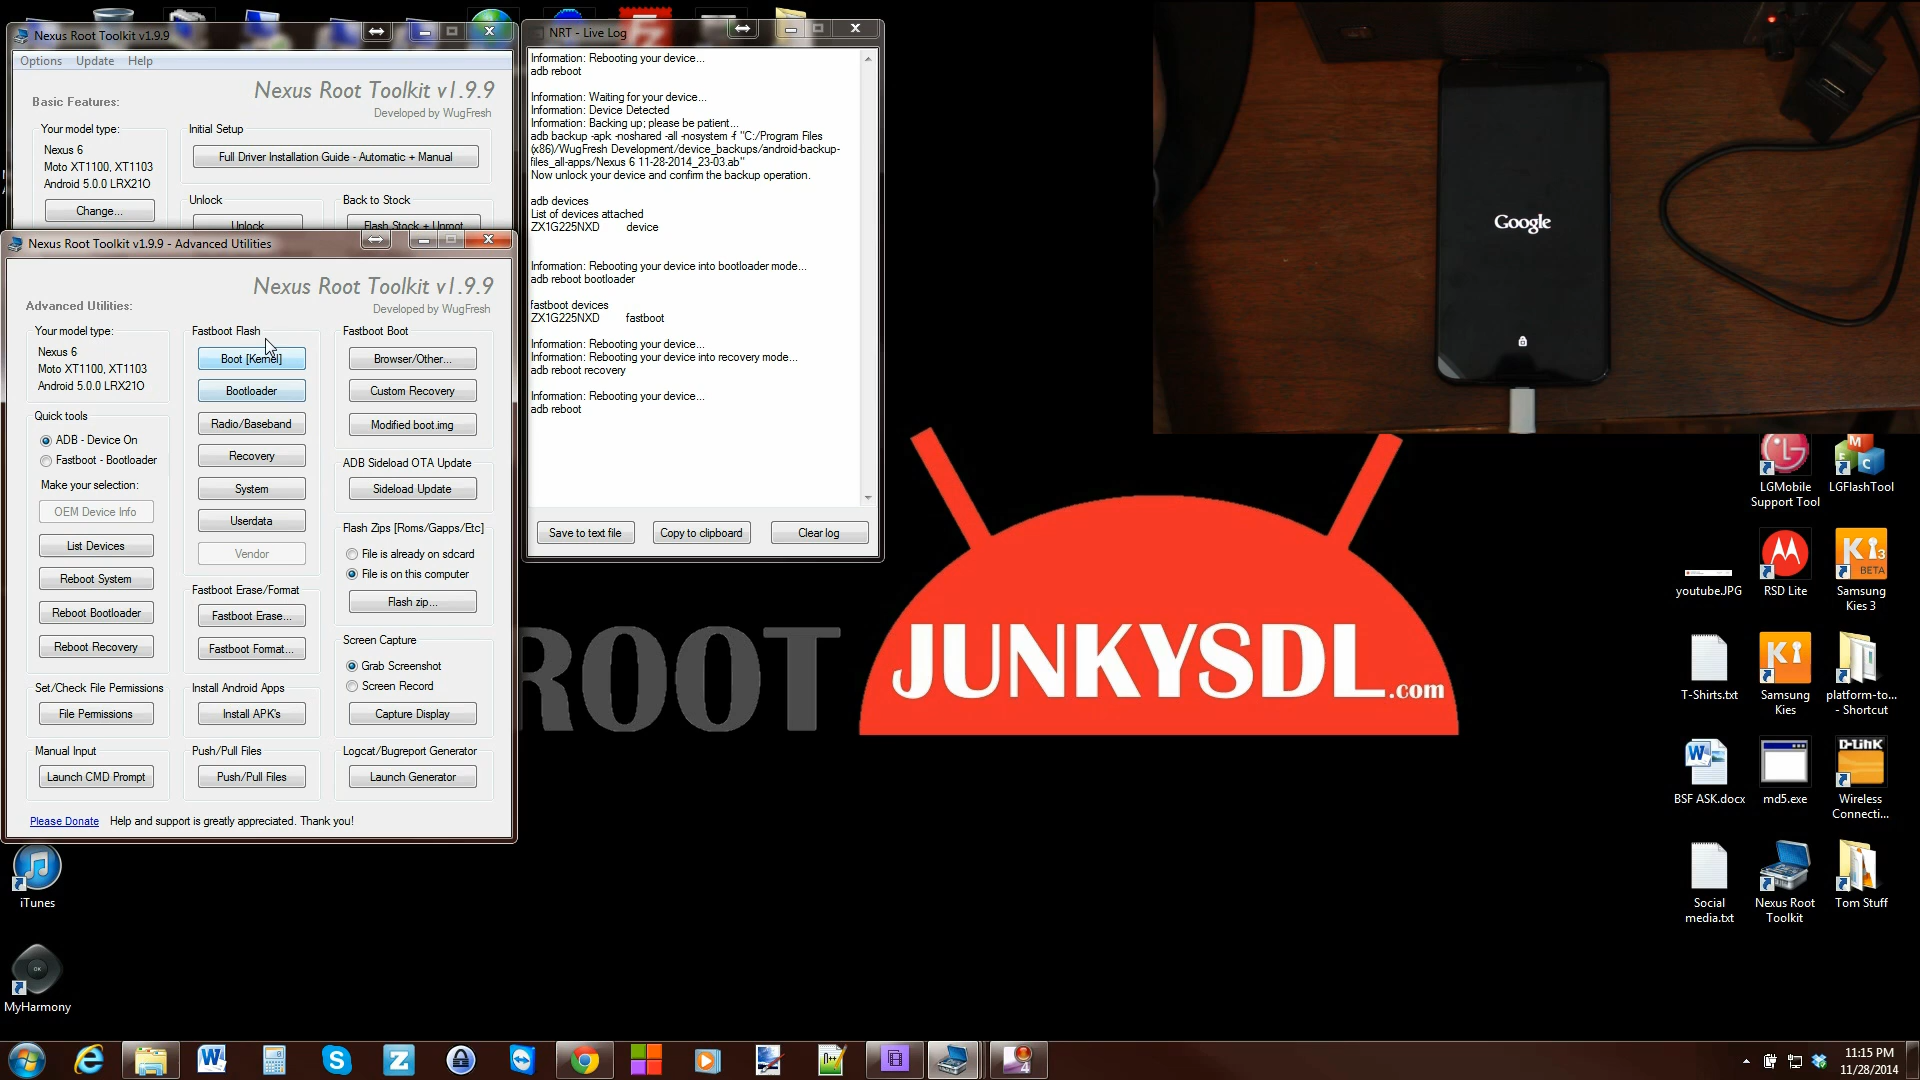 Nexus Root Toolkit v1.9.9
Options Update Help
Nexus Root Toolkit v1.9.9
Developed by WugFresh
Basic Features:
Your model type:
Nexus 6
Moto XT1100, XT1103
Android 5.0.0 LRX21O
Change...
Initial Setup
Full Driver Installation Guide - Automatic + Manual
Unlock
Unlock
Back to Stock
Flash Stock + Unroot
Nexus Root Toolkit v1.9.9 - Advanced Utilities
Nexus Root Toolkit v1.9.9
Developed by WugFresh
Advanced Utilities:
Your model type:
Nexus 6
Moto XT1100, XT1103
Android 5.0.0 LRX21O
Quick tools
ADB - Device On
Fastboot - Bootloader
Make your selection:
OEM Device Info
List Devices
Reboot System
Reboot Bootloader
Reboot Recovery
Set/Check File Permissions
File Permissions
Manual Input
Launch CMD Prompt
Fastboot Flash
Boot [Kernel]
Bootloader
Radio/Baseband
Recovery
System
Userdata
Vendor
Fastboot Erase/Format
Fastboot Erase...
Fastboot Format...
Install Android Apps
Install APK's
Push/Pull Files
Push/Pull Files
Fastboot Boot
Browser/Other...
Custom Recovery
Modified boot.img
ADB Sideload OTA Update
Sideload Update
Flash Zips [Roms/Gapps/Etc]
File is already on sdcard
File is on this computer
Flash zip...
Screen Capture
Grab Screenshot
Screen Record
Capture Display
Logcat/Bugreport Generator
Launch Generator
Please Donate Help and support is greatly appreciated. Thank you!
NRT - Live Log
Infomation: Rebooting your device...
adb reboot
Infomation: Waiting for your device...
Infomation: Device Detected
Infomation: Backing up; please be patient...
adb backup -apk -noshared -all -nosystem -f "C:/Program Files
(x86)/WugFresh Development/device_backups/android-backup-
files_all-apps/Nexus 6 11-28-2014_23-03.ab"
Now unlock your device and confirm the backup operation.
adb devices
List of devices attached
ZX1G225NXD device
Infomation: Rebooting your device into bootloader mode...
adb reboot bootloader
fastboot devices
ZX1G225NXD fastboot
Infomation: Rebooting your device...
Infomation: Rebooting your device into recovery mode...
adb reboot recovery
Infomation: Rebooting your device...
adb reboot
Save to text file
Copy to clipboard
Clear log
Google
ROOT
JUNKYSDL.com
LGMobile
Support Tool
LGFlashTool
youtube.JPG
RSD Lite
Ki3
BETA
Samsung
Kies 3
T-Shirts.txt
Ki
Samsung
Kies
platform-to...
- Shortcut
BSF ASK.docx
md5.exe
D-Link
Wireless
Connecti...
Social
media.txt
Nexus Root
Toolkit
Tom Stuff
iTunes
OK
MyHarmony
11:15 PM
11/28/2014